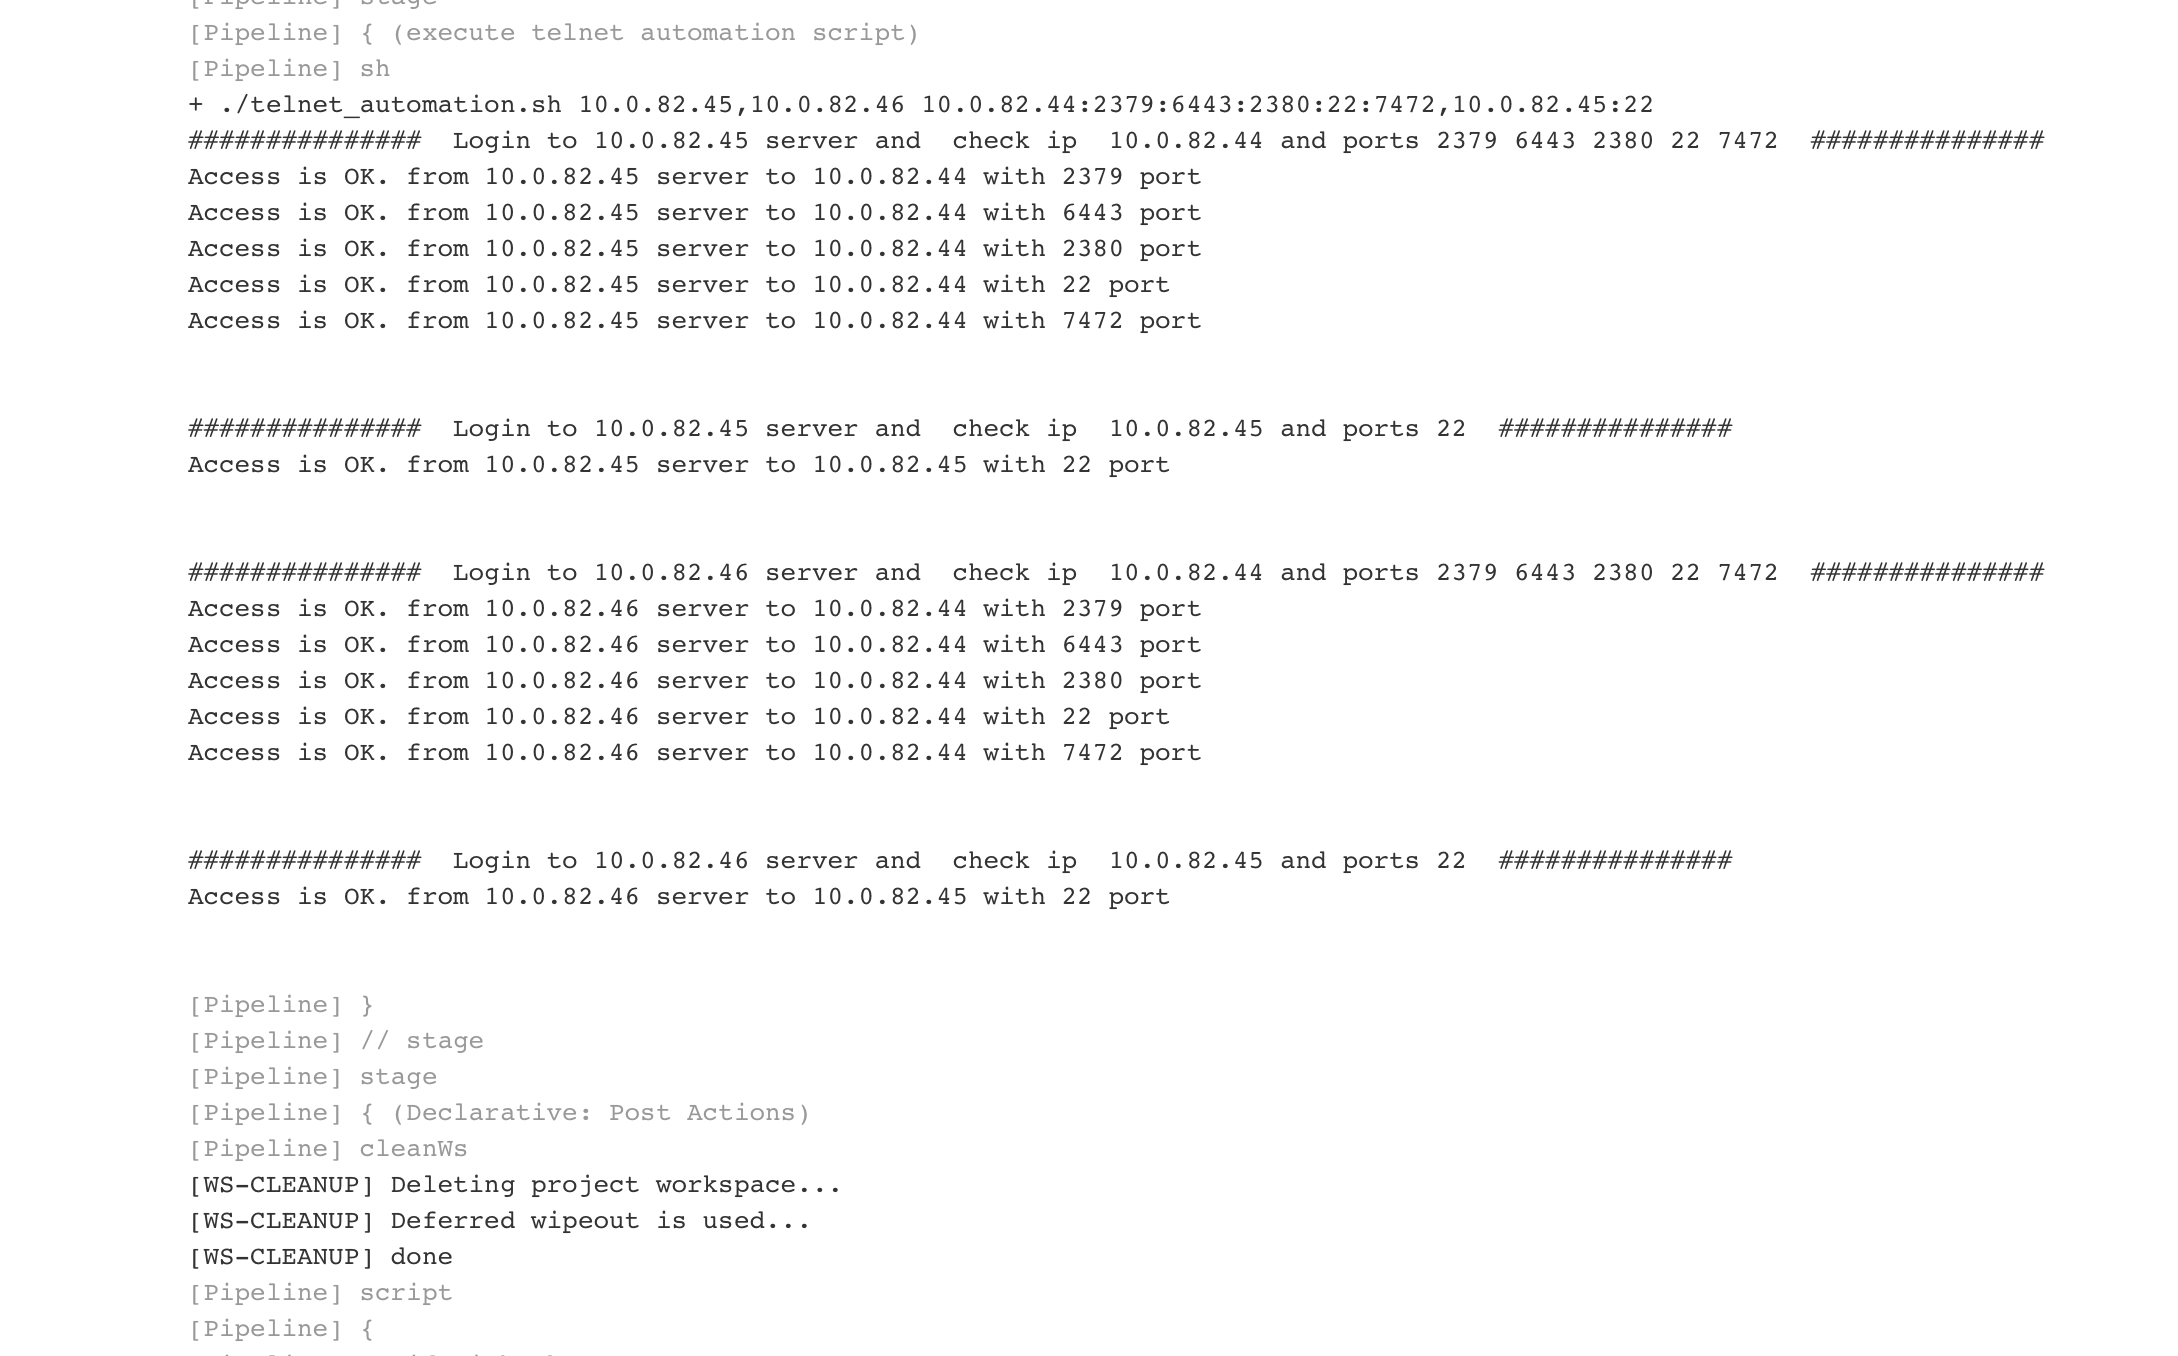 [Pipeline] stage
[Pipeline] { (execute telnet automation script)
[Pipeline] sh
+ ./telnet_automation.sh 10.0.82.45,10.0.82.46 10.0.82.44:2379:6443:2380:22:7472,10.0.82.45:22
###############  Login to 10.0.82.45 server and  check ip  10.0.82.44 and ports 2379 6443 2380 22 7472  ###############
Access is OK. from 10.0.82.45 server to 10.0.82.44 with 2379 port
Access is OK. from 10.0.82.45 server to 10.0.82.44 with 6443 port
Access is OK. from 10.0.82.45 server to 10.0.82.44 with 2380 port
Access is OK. from 10.0.82.45 server to 10.0.82.44 with 22 port
Access is OK. from 10.0.82.45 server to 10.0.82.44 with 7472 port
###############  Login to 10.0.82.45 server and  check ip  10.0.82.45 and ports 22  ###############
Access is OK. from 10.0.82.45 server to 10.0.82.45 with 22 port
###############  Login to 10.0.82.46 server and  check ip  10.0.82.44 and ports 2379 6443 2380 22 7472  ###############
Access is OK. from 10.0.82.46 server to 10.0.82.44 with 2379 port
Access is OK. from 10.0.82.46 server to 10.0.82.44 with 6443 port
Access is OK. from 10.0.82.46 server to 10.0.82.44 with 2380 port
Access is OK. from 10.0.82.46 server to 10.0.82.44 with 22 port
Access is OK. from 10.0.82.46 server to 10.0.82.44 with 7472 port
###############  Login to 10.0.82.46 server and  check ip  10.0.82.45 and ports 22  ###############
Access is OK. from 10.0.82.46 server to 10.0.82.45 with 22 port
[Pipeline] }
[Pipeline] // stage
[Pipeline] stage
[Pipeline] { (Declarative: Post Actions)
[Pipeline] cleanWs
[WS-CLEANUP] Deleting project workspace...
[WS-CLEANUP] Deferred wipeout is used...
[WS-CLEANUP] done
[Pipeline] script
[Pipeline] {